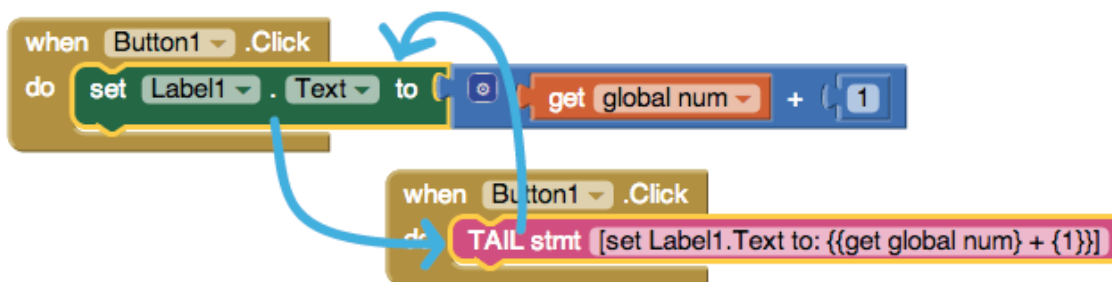 when Button1 .Click
do set Label1 . Text to get global num + 1
when Button1 .Click
do TAIL stmt [set Label1.Text to: {{get global num} + {1}}]